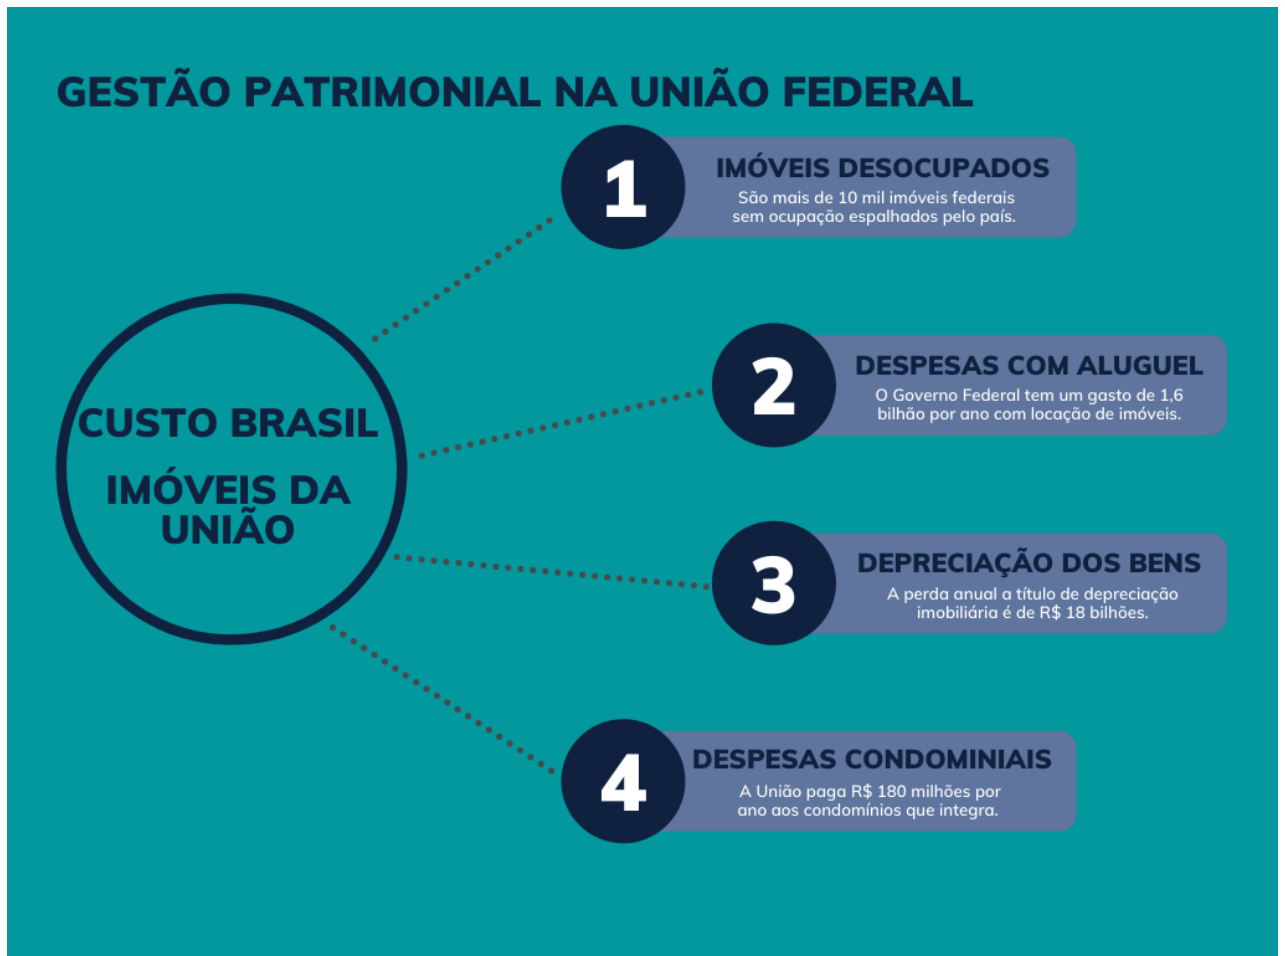 GESTÃO PATRIMONIAL NA UNIÃO FEDERAL
CUSTO BRASIL
IMÓVEIS DA
UNIÃO
1
IMÓVEIS DESOCUPADOS
São mais de 10 mil imóveis federais
sem ocupação espalhados pelo país.
2
DESPESAS COM ALUGUEL
O Governo Federal tem um gasto de 1,6
bilhão por ano com locação de imóveis.
3
DEPRECIAÇÃO DOS BENS
A perda anual a título de depreciação
imobiliária é de R$ 18 bilhões.
4
DESPESAS CONDOMINIAIS
A União paga R$ 180 milhões por
ano aos condomínios que integra.